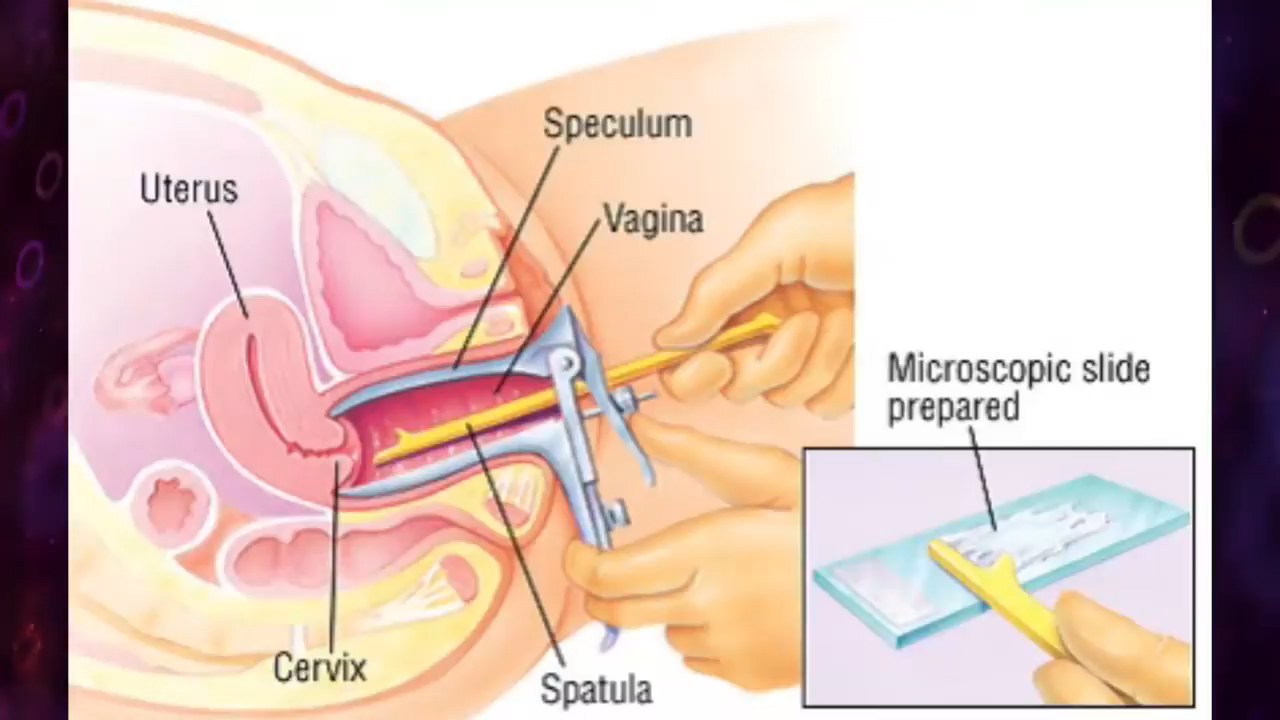 Speculum
Uterus
Vagina
Microscopic slide
prepared
Cervix
Spatula